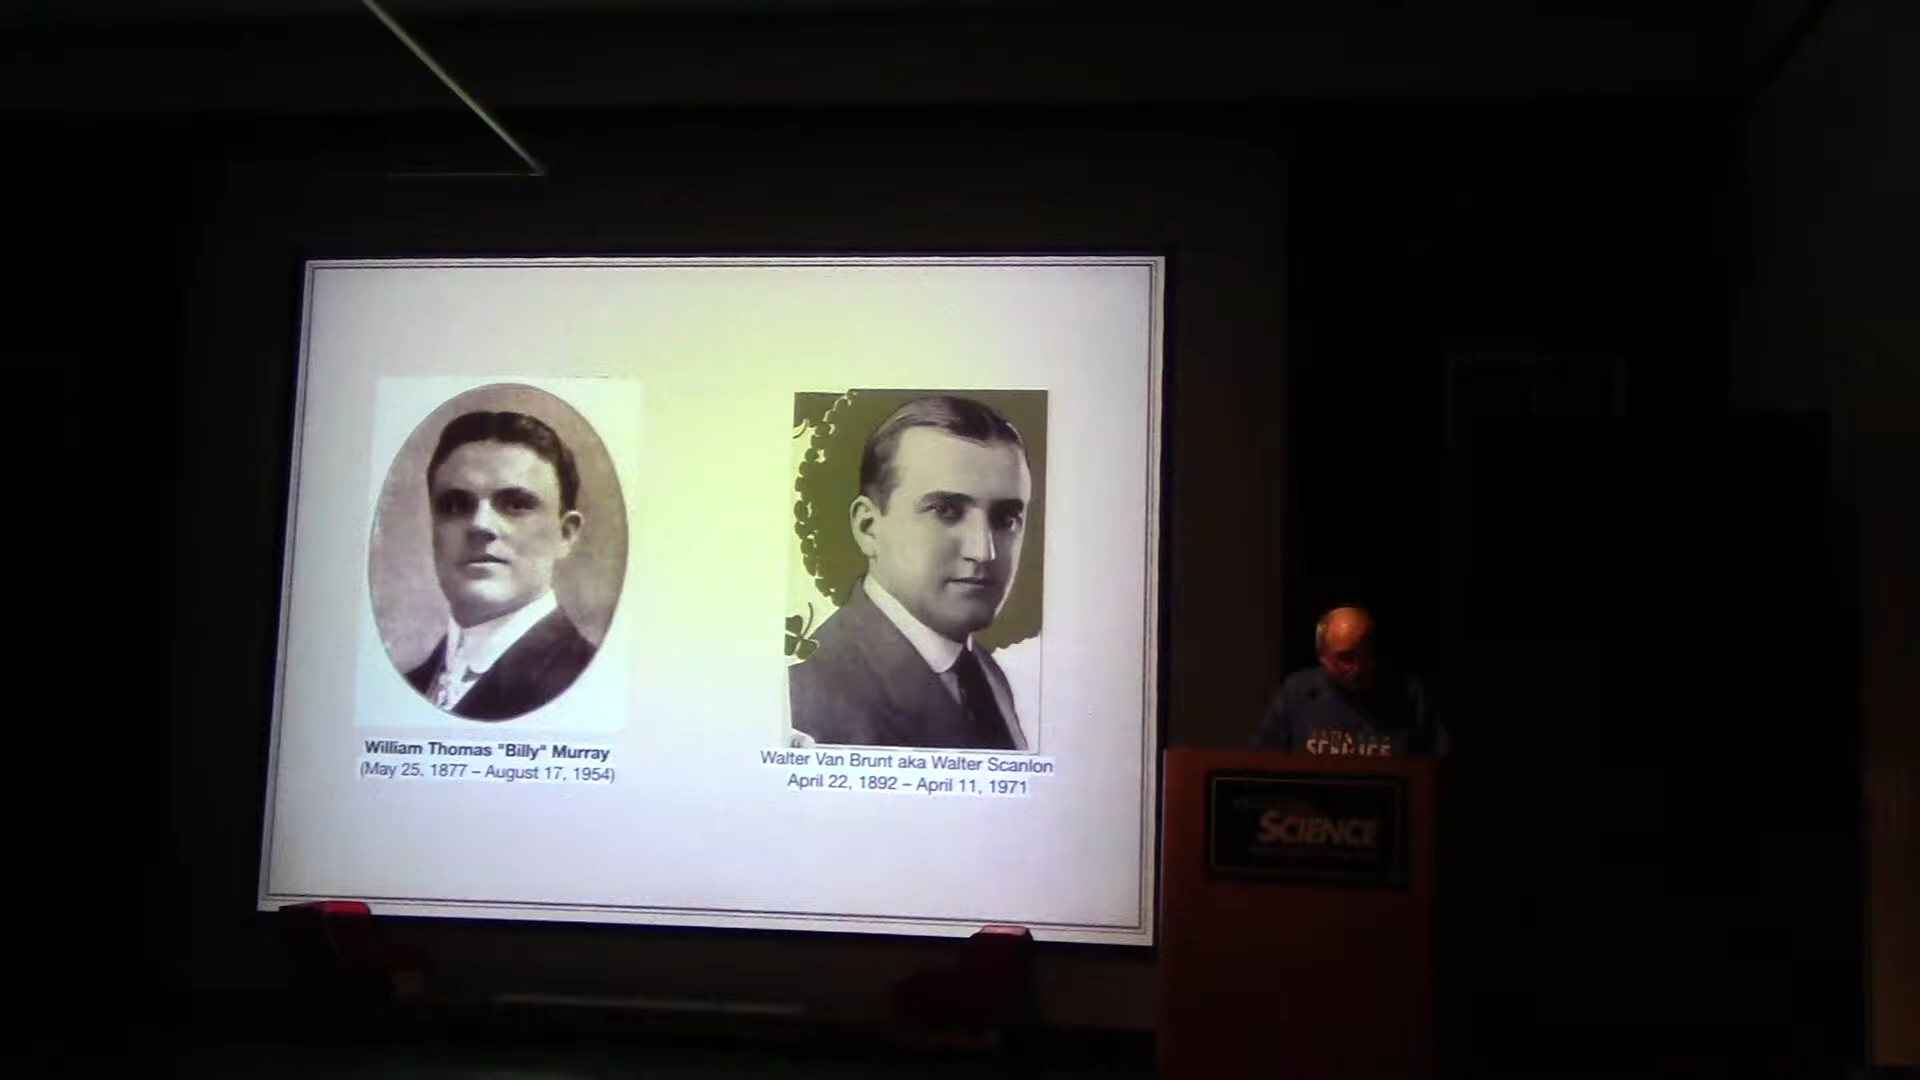 William Thomas "Billy" Murray
(May 25, 1877 – August 17, 1954)
Walter Van Brunt aka Walter Scanlon
April 22, 1892 – April 11, 1971
SCIENCE
SCIENCE